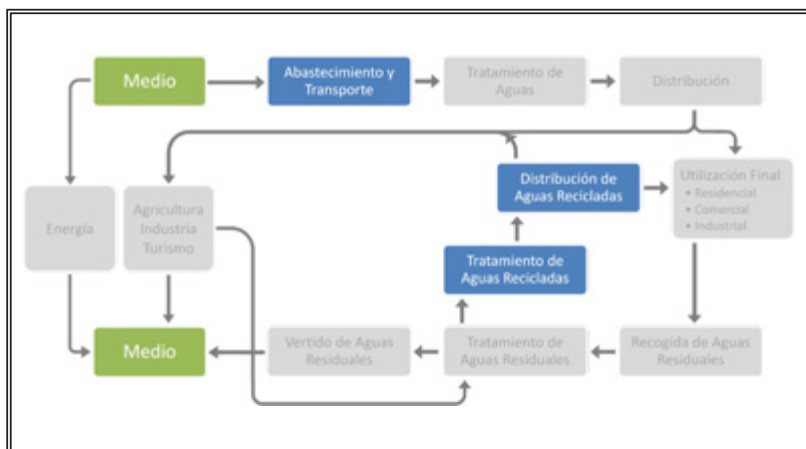 Medio
Abastecimiento y
Transporte
Tratamiento de
Aguas
Distribución
Distribución de
Aguas Recicladas
Utilización Final
• Residencial
• Comercial
• Industrial
Energía
Agricultura
Industria
Turismo
Tratamiento de
Aguas Recicladas
Medio
Vertido de Aguas
Residuales
Tratamiento de
Aguas Residuales
Recogida de Aguas
Residuales